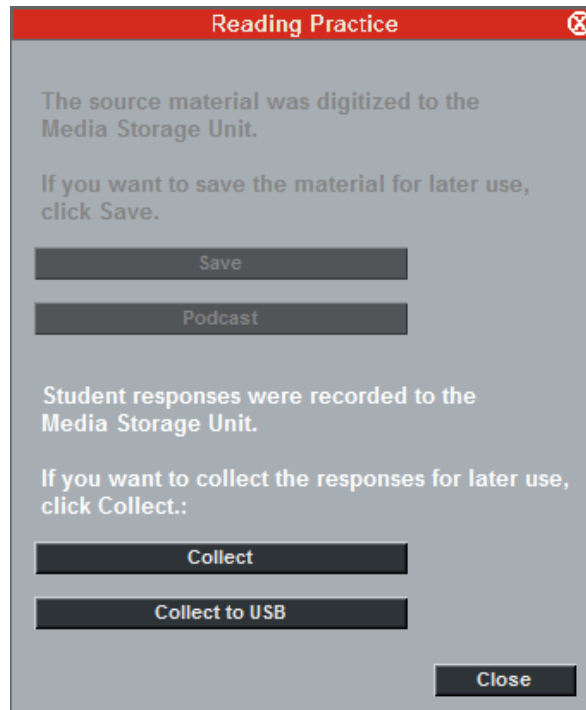 Reading Practice
The source material was digitized to the
Media Storage Unit.
If you want to save the material for later use,
click Save.
Save
Podcast
Student responses were recorded to the
Media Storage Unit.
If you want to collect the responses for later use,
click Collect.:
Collect
Collect to USB
Close